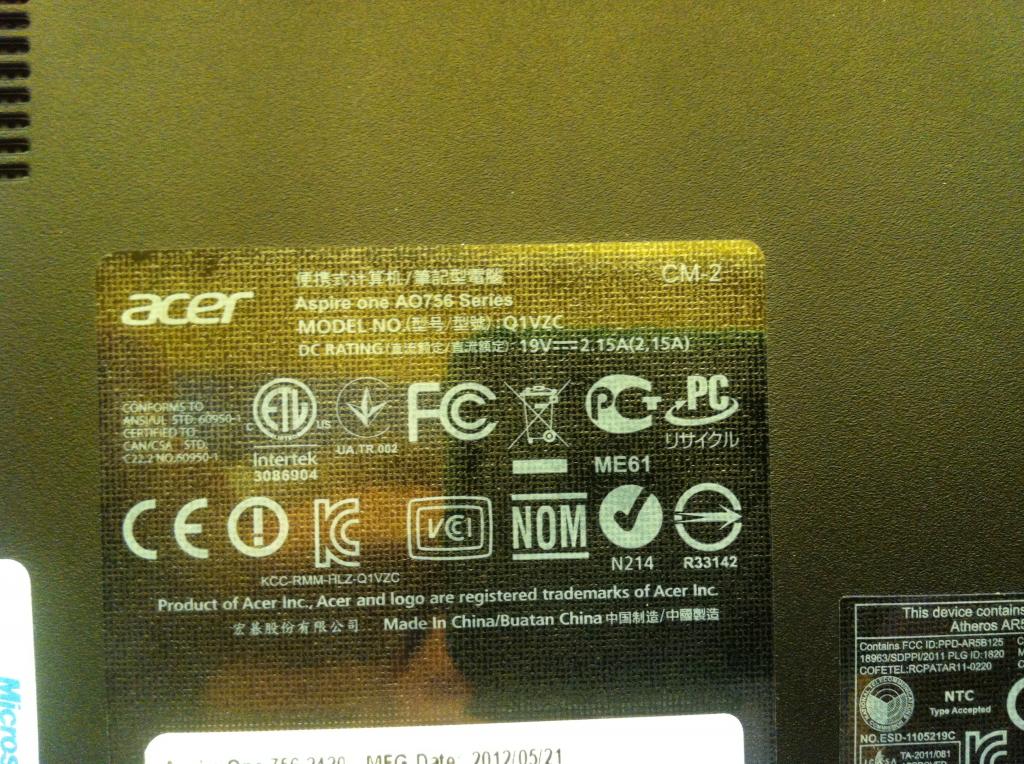 acer
便携式计算机/筆記型電腦
CM-2
Aspire one AO756 Series
MODEL NO.(型号/型號): Q1VZC
DC RATING(直流额定/直流額定): 19V 2.15A(2,15A)
CONFORMS TO
ANSI/UL STD. 60950-1
CERTIFIED TO
CAN/CSA STD.
C22.2 NO.60950-1
C ETL US
Intertek
3086904
UA.TR.002
FC
ME61
PC
リサイクル
CE
KCC-RMM-HLZ-Q1VZC
VCI
NOM
N214
R33142
Product of Acer Inc., Acer and logo are registered trademarks of Acer Inc.
宏碁股份有限公司 Made In China/Buatan China 中国制造/中國製造
MFG Date: 2012/05/21
Micros
This device contains
Atheros AR5
Contains FCC ID:PPD-AR5B125
18963/SDPPI/2011 PLG ID:1820
COFETEL:RCPATAR11-0220
NTC
Type Accepted
NO.ESD-1105219C
TA-2011/081